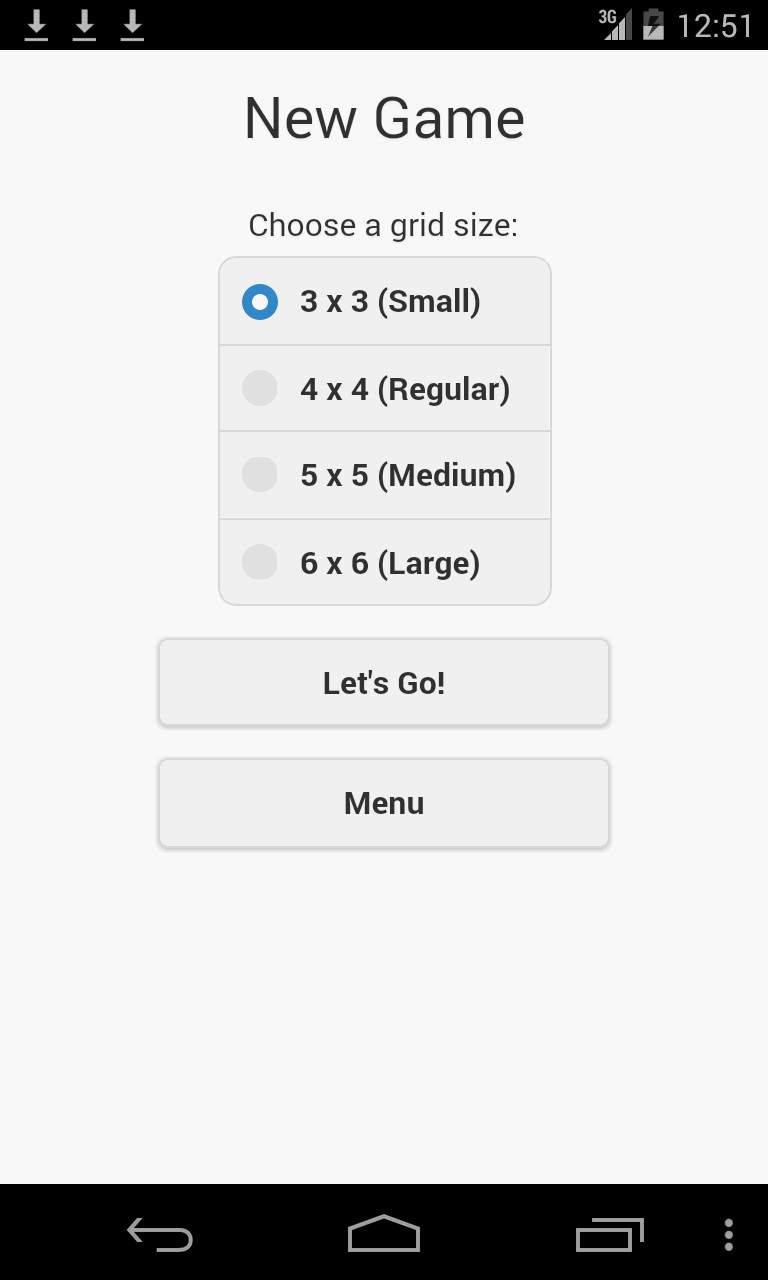 3G 12:51
New Game
Choose a grid size:
3 x 3 (Small)
4 x 4 (Regular)
5 x 5 (Medium)
6 x 6 (Large)
Let's Go!
Menu